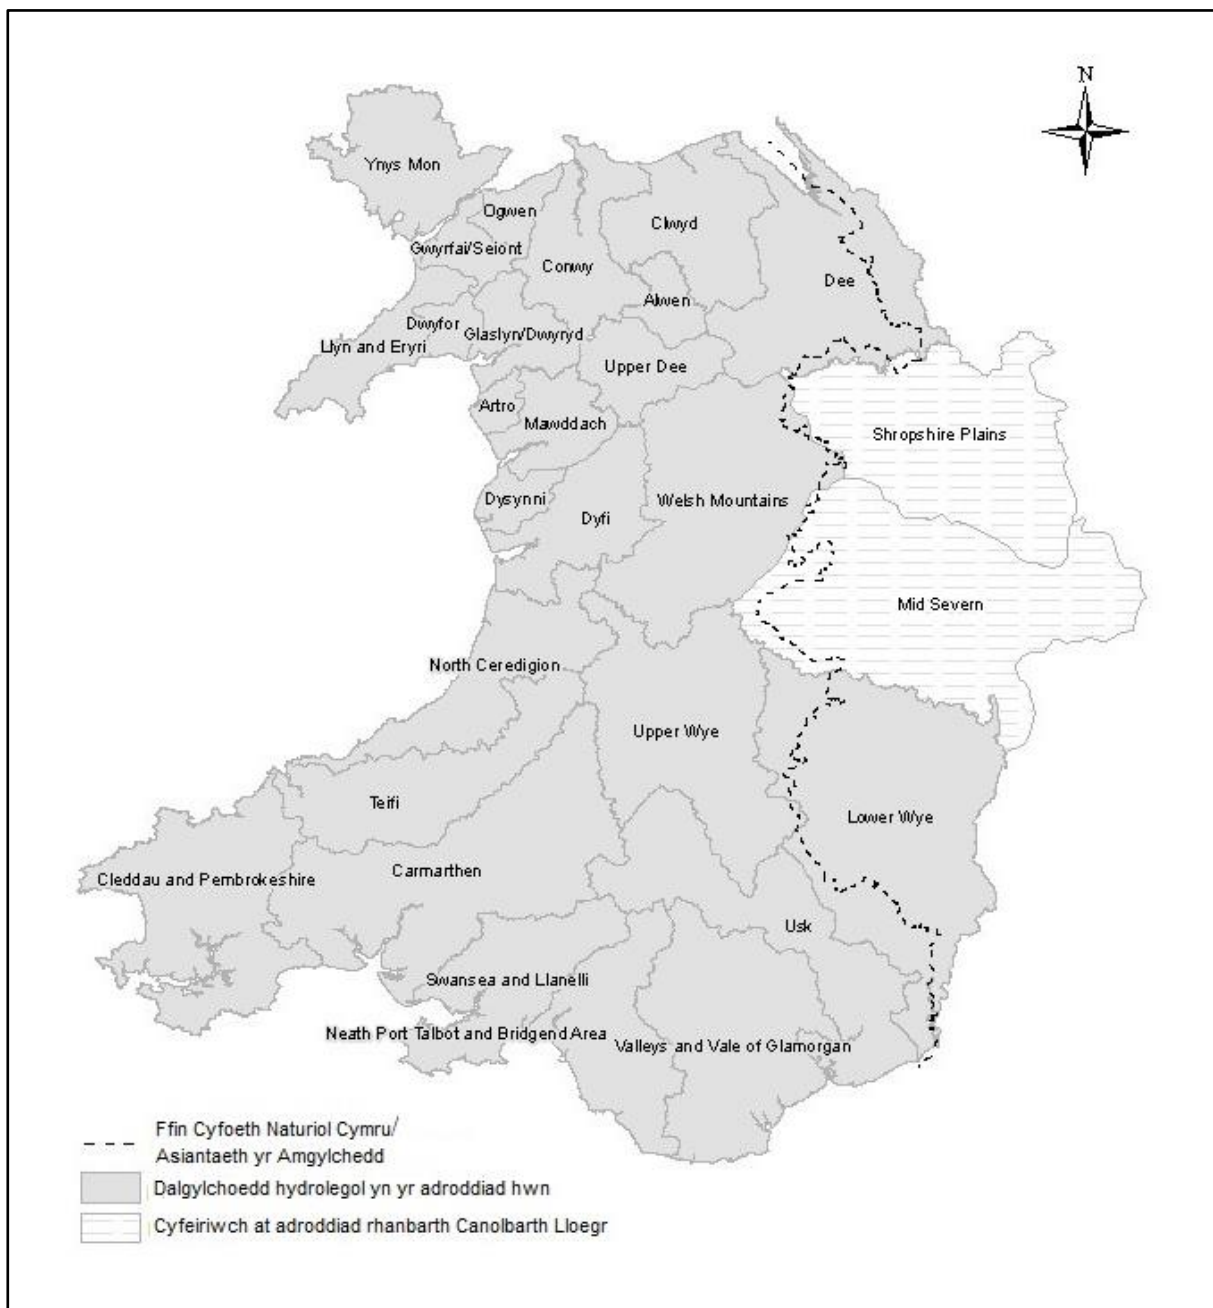 N
Ynys Mon
Ogwen
Clwyd
Gwyrfai/Seiont
Conwy
Dee
Alwen
Dwyfor
Glaslyn/Dwyryd
Llyn and Eryri
Upper Dee
Artro
Mawddach
Shropshire Plains
Dysynni
Welsh Mountains
Dyfi
Mid Severn
North Ceredigion
Upper Wye
Teifi
Lower Wye
Carmarthen
Cleddau and Pembrokeshire
Usk
Swansea and Llanelli
Neath Port Talbot and Bridgend Area
Valleys and Vale of Glamorgan
Ffin Cyfoeth Naturiol Cymru/
Asiantaeth yr Amgylchedd
Dalgylchoedd hydrolegol yn yr adroddiad hwn
Cyfeiriwch at adroddiad rhanbarth Canolbarth Lloegr